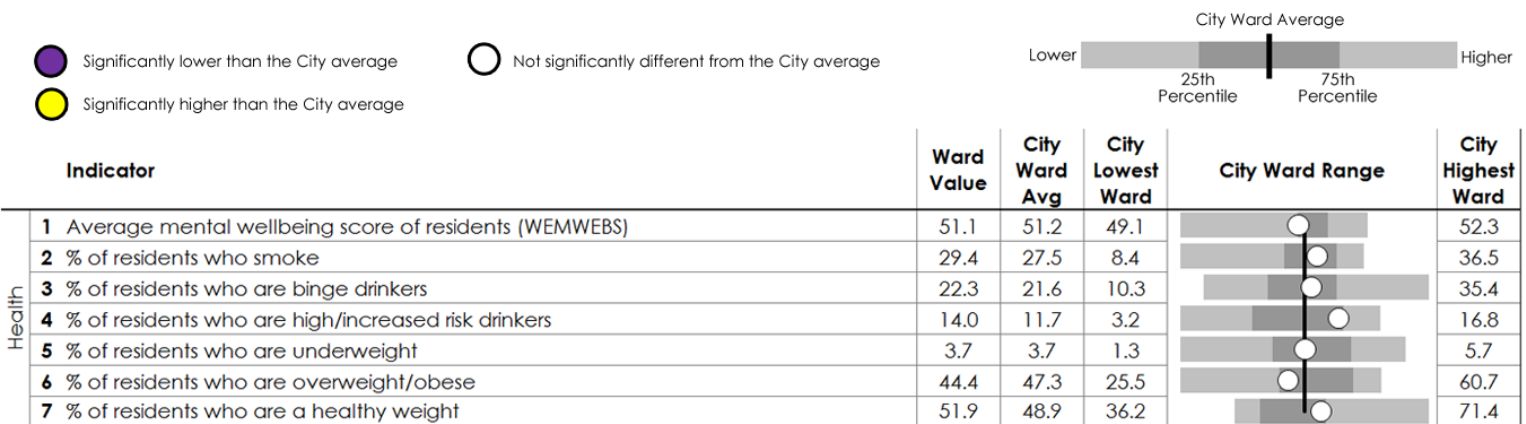 City Ward Average
Significantly lower than the City average
Not significantly different from the City average
Lower
Higher
Significantly higher than the City average
25th Percentile
75th Percentile
Indicator
Ward Value
City Ward Avg
City Lowest Ward
City Ward Range
City Highest Ward
Health
1 Average mental wellbeing score of residents (WEMWEBS) 51.1 51.2 49.1 52.3
2 % of residents who smoke 29.4 27.5 8.4 36.5
3 % of residents who are binge drinkers 22.3 21.6 10.3 35.4
4 % of residents who are high/increased risk drinkers 14.0 11.7 3.2 16.8
5 % of residents who are underweight 3.7 3.7 1.3 5.7
6 % of residents who are overweight/obese 44.4 47.3 25.5 60.7
7 % of residents who are a healthy weight 51.9 48.9 36.2 71.4